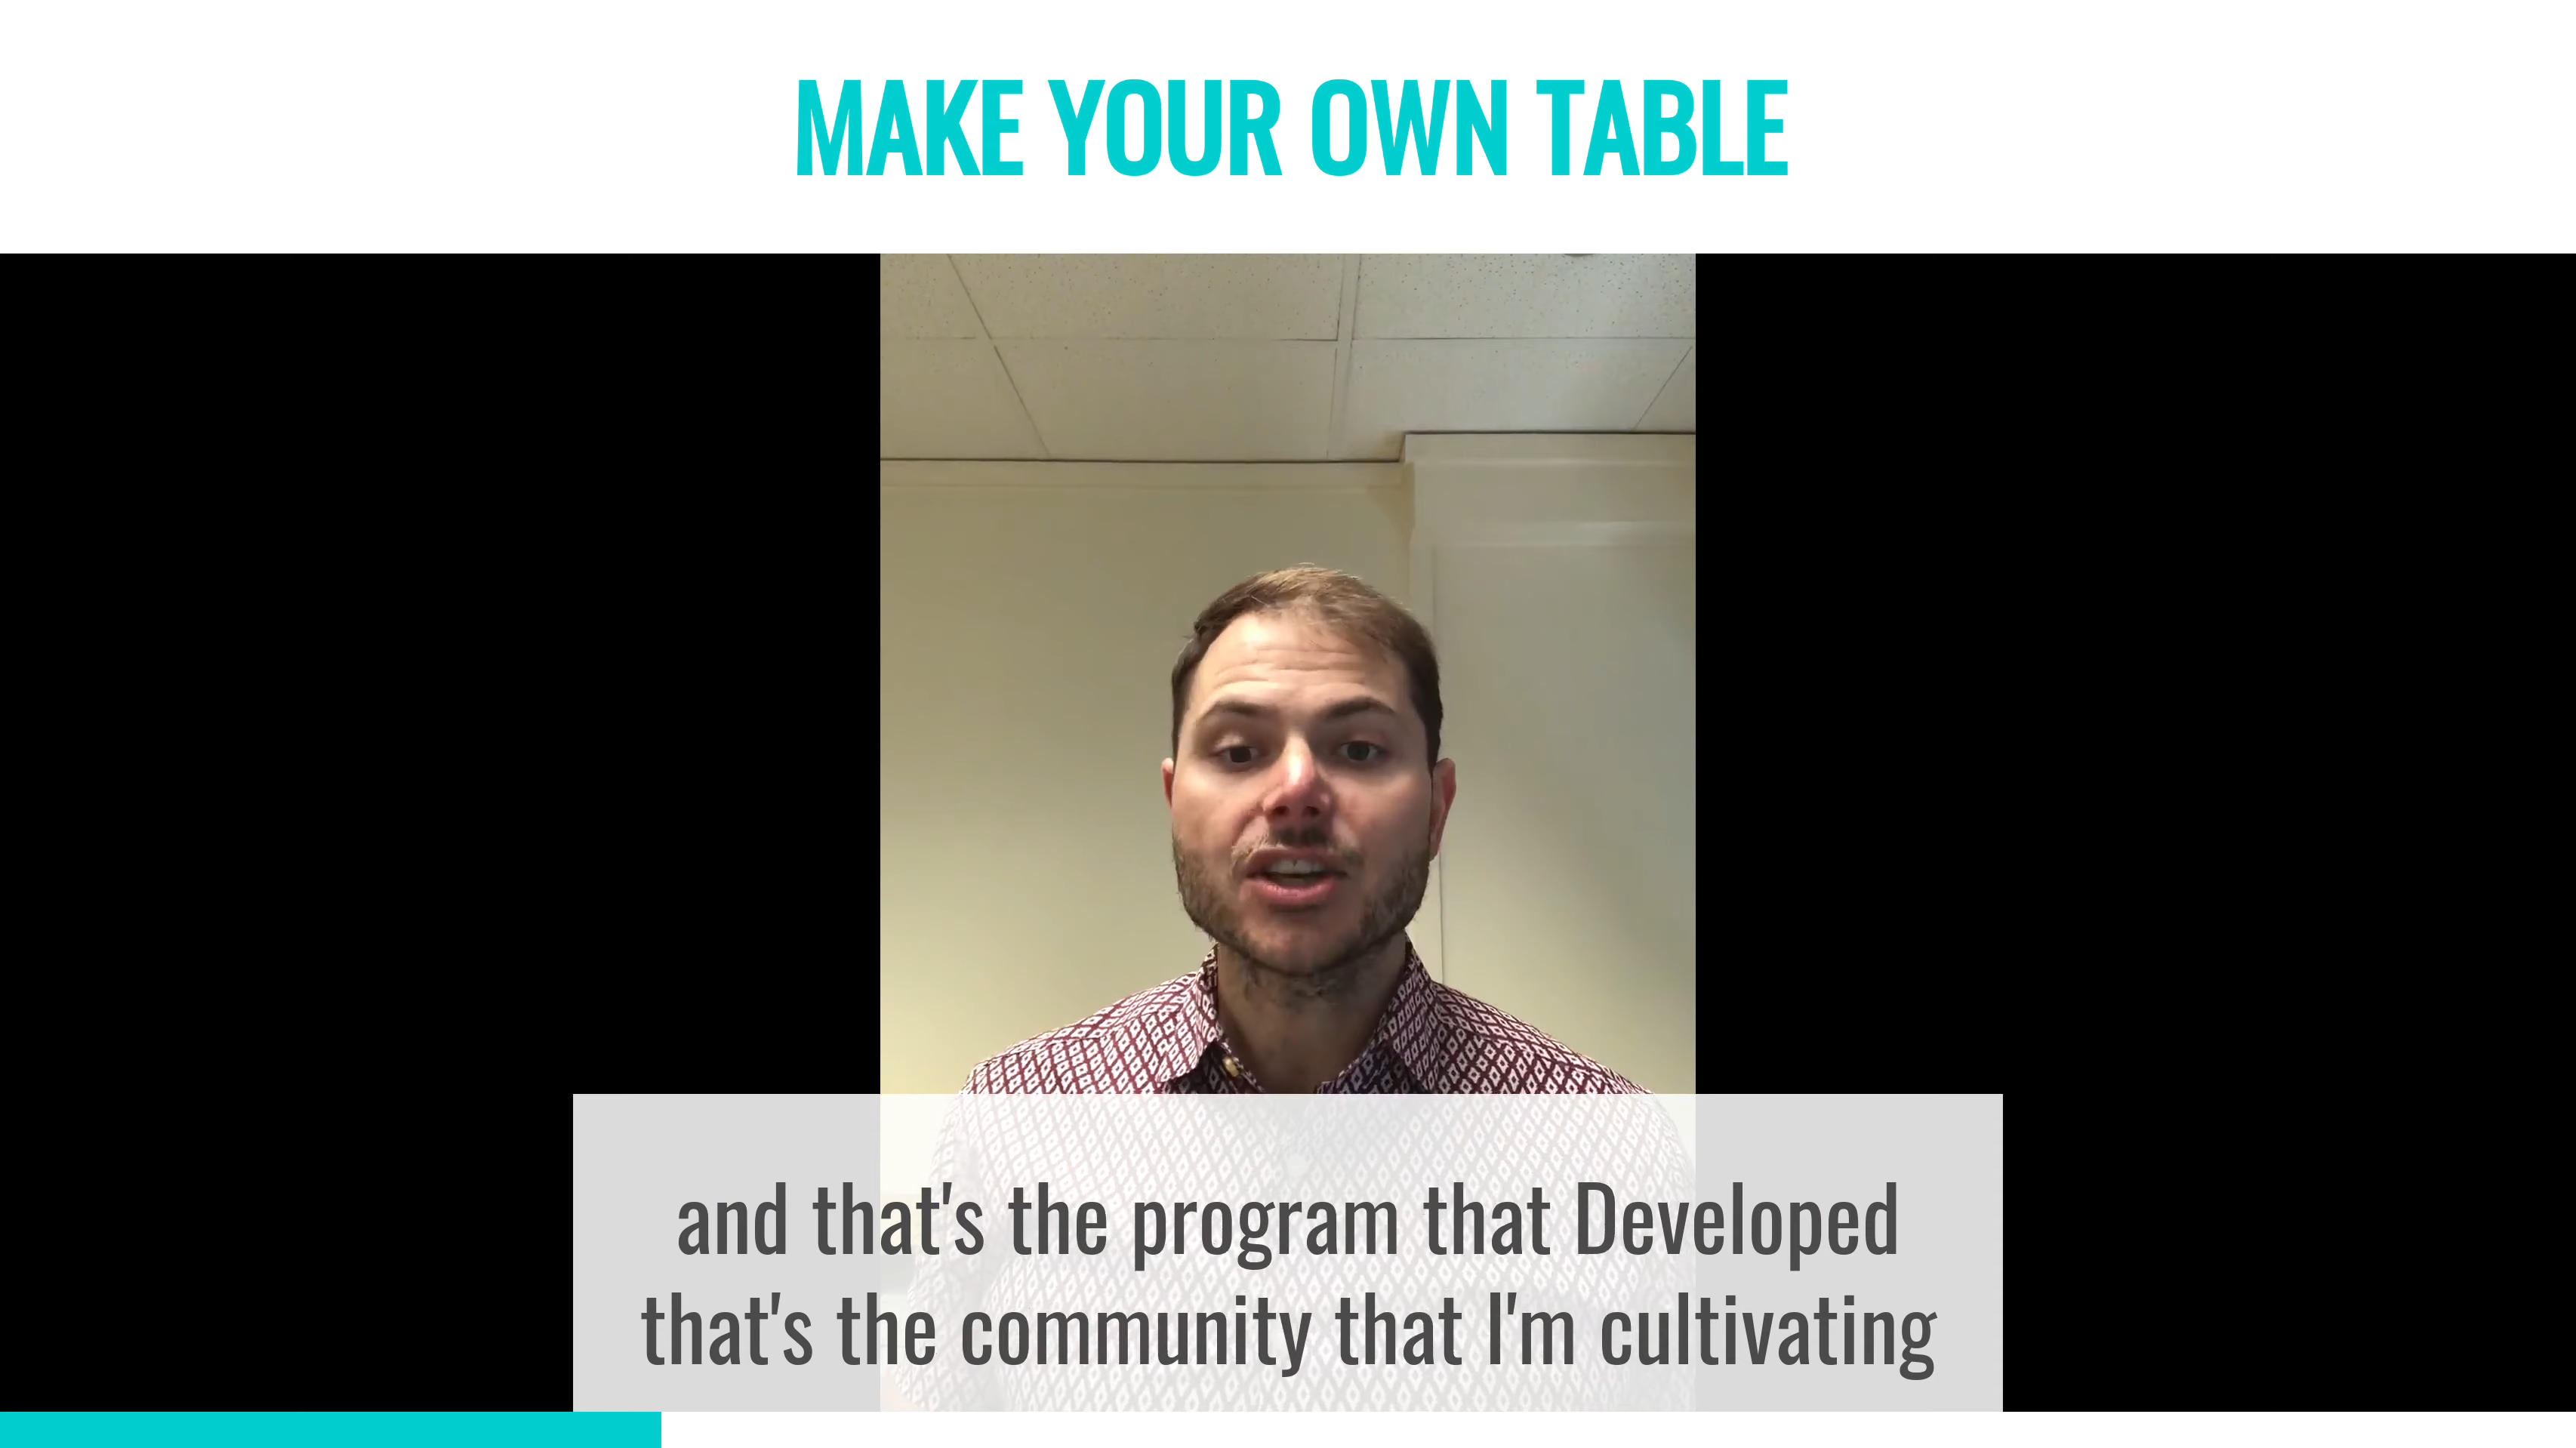 MAKE YOUR OWN TABLE
and that's the program that Developed
that's the community that I'm cultivating